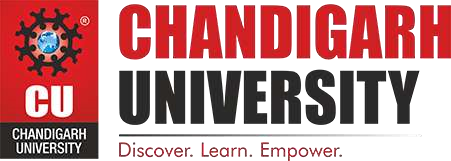 ®
CU
CHANDIGARH
UNIVERSITY
CHANDIGARH
UNIVERSITY
Discover. Learn. Empower.